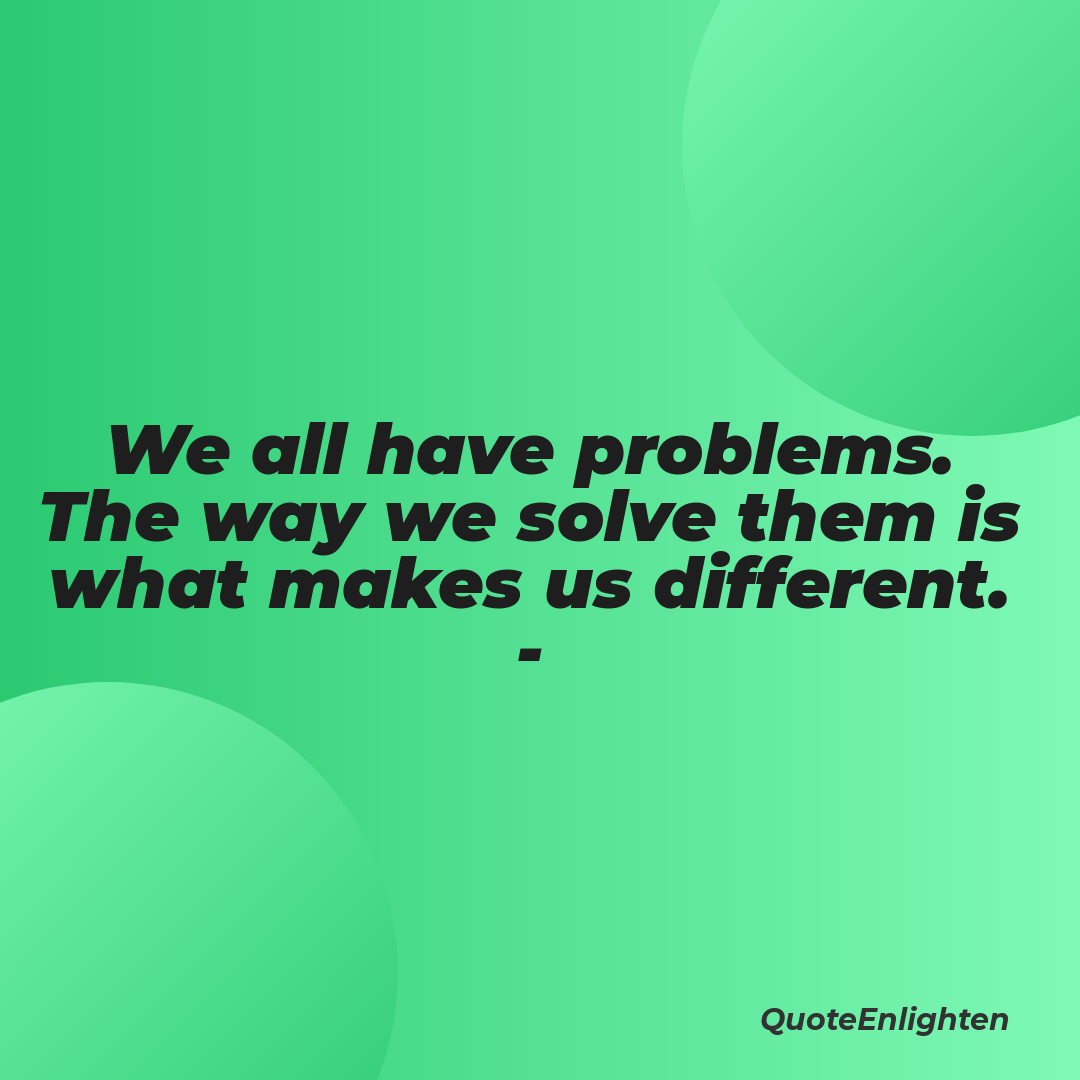 We all have problems.
The way we solve them is
what makes us different.
-
QuoteEnlighten